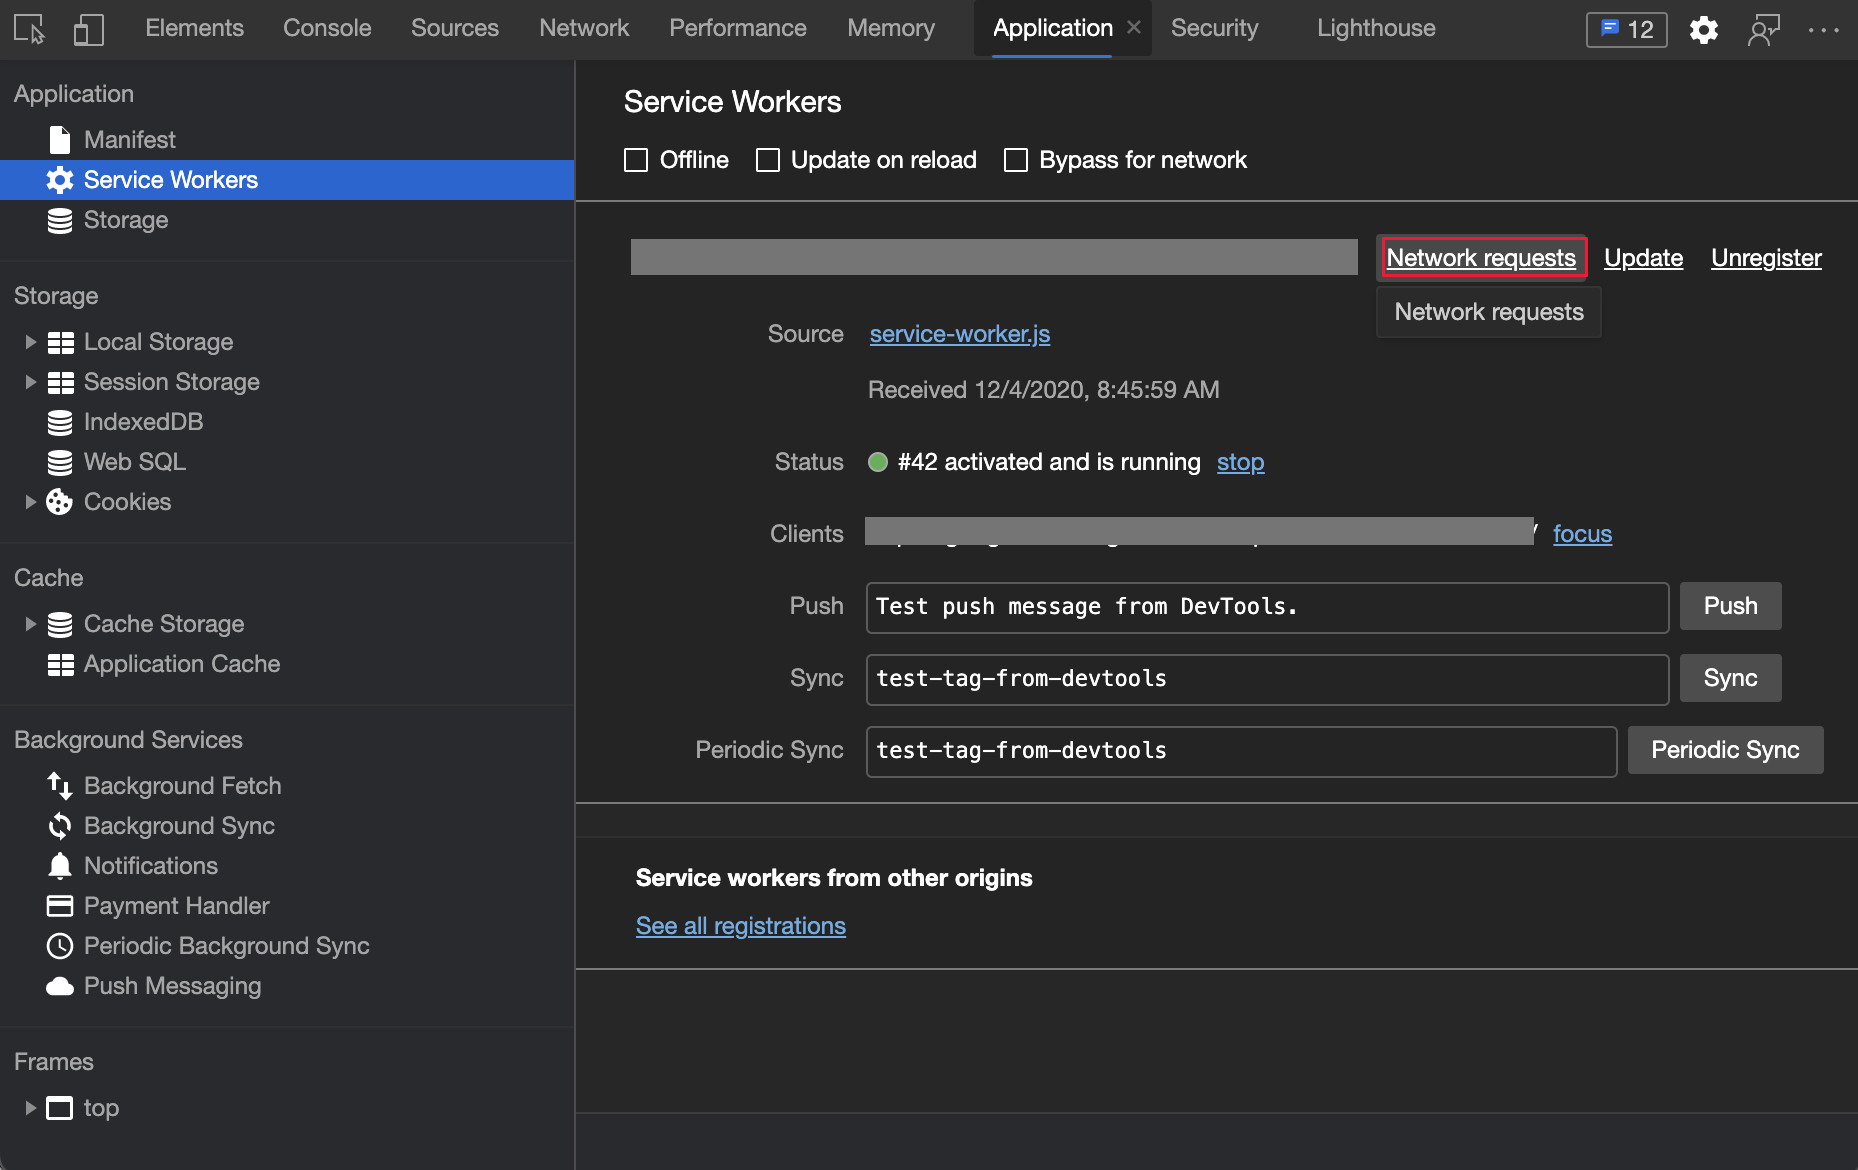 Elements Console Sources Network Performance Memory Application Security Lighthouse 12
Application
Manifest
Service Workers
Storage
Storage
Local Storage
Session Storage
IndexedDB
Web SQL
Cookies
Cache
Cache Storage
Application Cache
Background Services
Background Fetch
Background Sync
Notifications
Payment Handler
Periodic Background Sync
Push Messaging
Frames
top
Service Workers
Offline Update on reload Bypass for network
Network requests Update Unregister
Network requests
Source service-worker.js
Received 12/4/2020, 8:45:59 AM
Status #42 activated and is running stop
Clients / focus
Push Test push message from DevTools. Push
Sync test-tag-from-devtools Sync
Periodic Sync test-tag-from-devtools Periodic Sync
Service workers from other origins
See all registrations